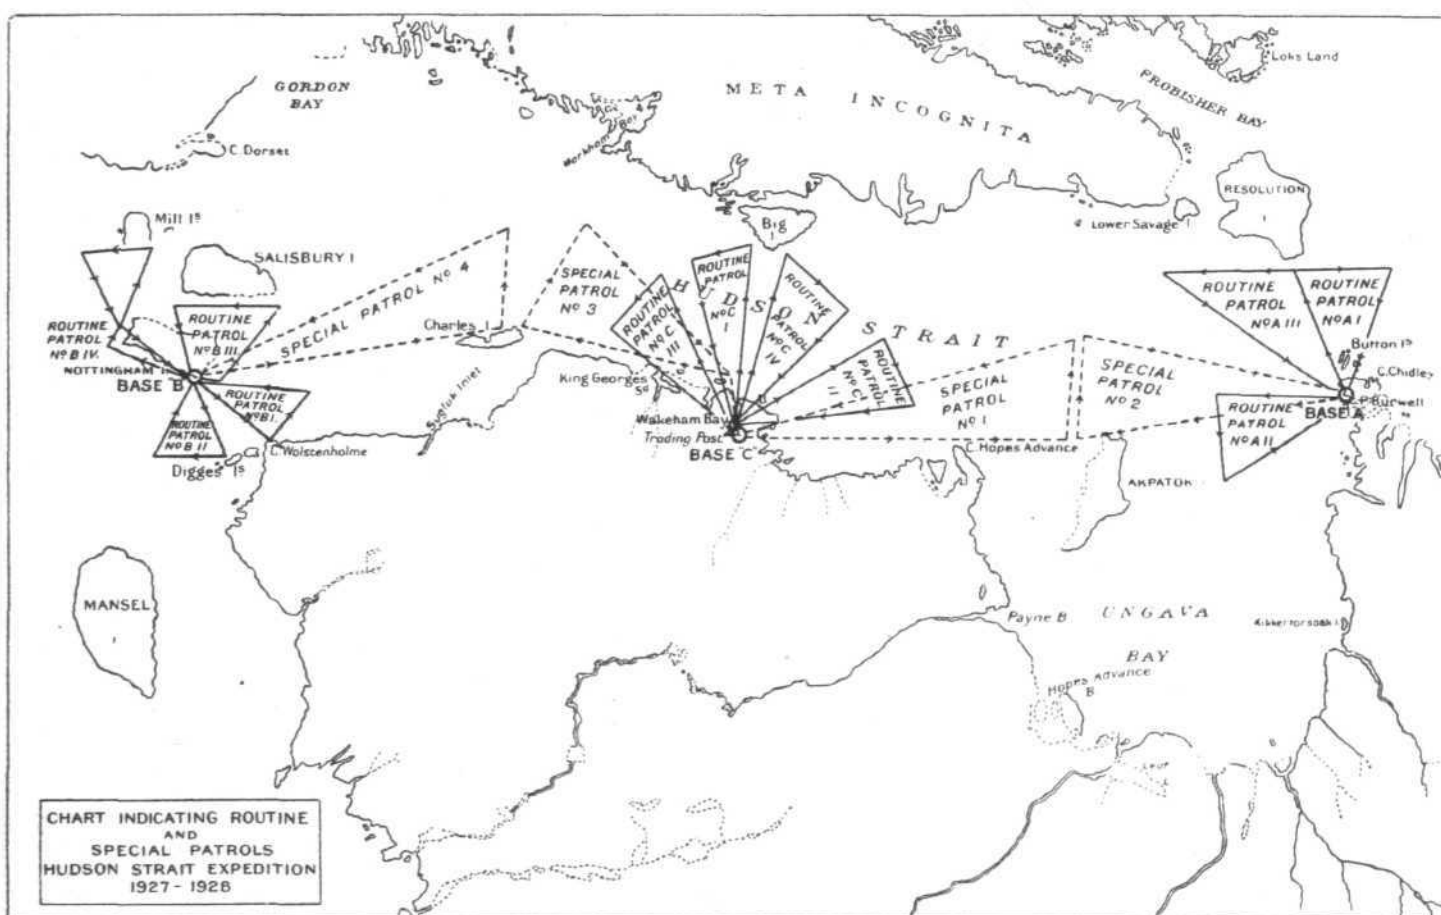 GORDON
BAY
C. Dorset
META INCOGNITA
Loks Land
FROBISHER BAY
Markham Bay
RESOLUTION
I
Lower Savage I
Big
I
Mill Is
SALISBURY I
SPECIAL PATROL No 4
SPECIAL
PATROL
No 3
HUDSON STRAIT
ROUTINE
PATROL
No C
I
ROUTINE
PATROL
No C
III
ROUTINE
PATROL
No C
IV
ROUTINE
PATROL
No C
II
ROUTINE
PATROL
No A III
ROUTINE
PATROL
No A I
ROUTINE
PATROL
No B IV.
ROUTINE
PATROL
No B III
NOTTINGHAM I
BASE "B"
Charles I
Button Is
C. Chidley
P. Burwell
BASE A
King Georges
Sd
SPECIAL
PATROL
No 1
SPECIAL
PATROL
No 2
ROUTINE
PATROL
No B I.
ROUTINE
PATROL
No B II
ROUTINE
PATROL
No A II
Sugluk Inlet
Wakeham Bay
Trading Post
BASE "C"
C. Wolstenholme
Digges Is
C. Hopes Advance
AKPATOK
MANSEL
I
Payne B
UNGAVA
BAY
Hopes Advance
B
CHART INDICATING ROUTINE
AND
SPECIAL PATROLS
HUDSON STRAIT EXPEDITION
1927-1928